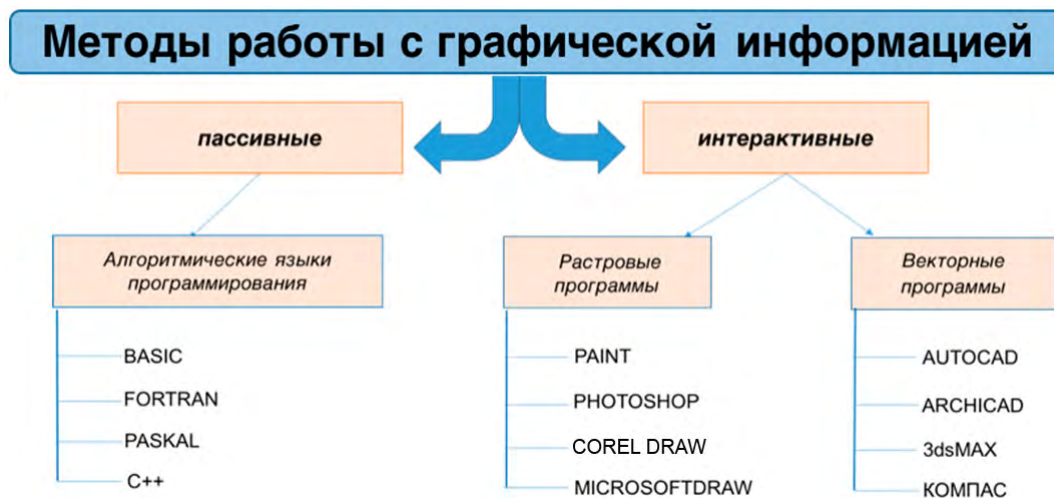 Методы работы с графической информацией
пассивные
интерактивные
Алгоритмические языки
программирования
Растровые
программы
Векторные
программы
BASIC
FORTRAN
PASKAL
C++
PAINT
PHOTOSHOP
COREL DRAW
MICROSOFTDRAW
AUTOCAD
ARCHICAD
3dsMAX
КОМПАС